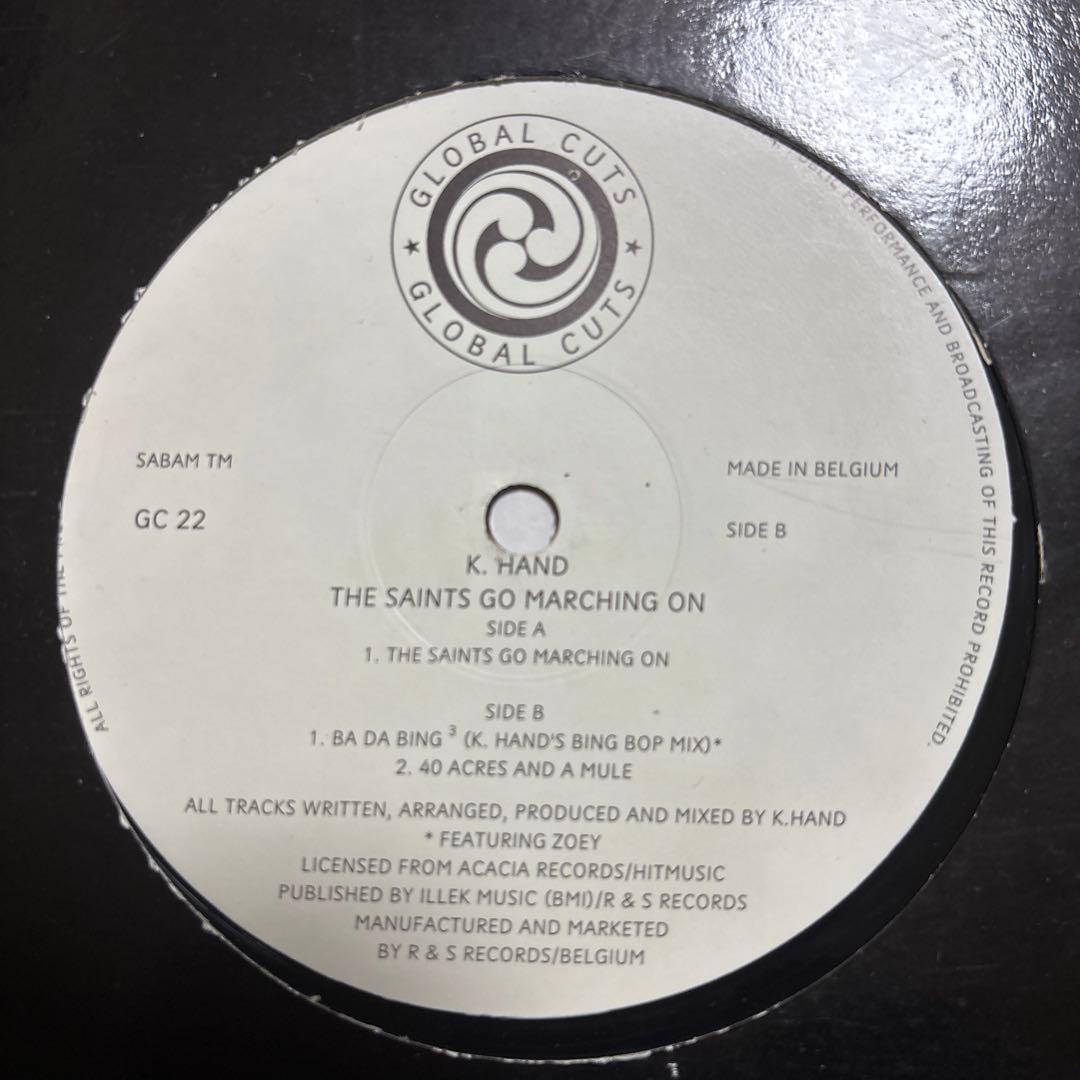 GLOBAL CUTS
★ ★
GLOBAL CUTS
SABAM TM
MADE IN BELGIUM
GC 22
SIDE B
K. HAND
THE SAINTS GO MARCHING ON
SIDE A
1. THE SAINTS GO MARCHING ON
SIDE B
1. BA DA BING ³ (K. HAND'S BING BOP MIX)*
2. 40 ACRES AND A MULE
ALL TRACKS WRITTEN, ARRANGED, PRODUCED AND MIXED BY K.HAND
* FEATURING ZOEY
LICENSED FROM ACACIA RECORDS/HITMUSIC
PUBLISHED BY ILLEK MUSIC (BMI)/R & S RECORDS
MANUFACTURED AND MARKETED
BY R & S RECORDS/BELGIUM
ALL RIGHTS OF THE
PERFORMANCE AND BROADCASTING OF THIS RECORD PROHIBITED.